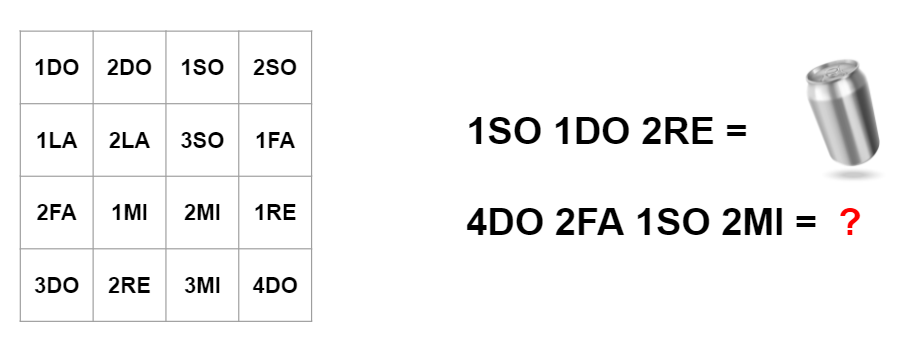 1DO 2DO 1SO 2SO
1LA 2LA 3SO 1FA
2FA 1MI 2MI 1RE
3DO 2RE 3MI 4DO
1SO 1DO 2RE =
4DO 2FA 1SO 2MI = ?